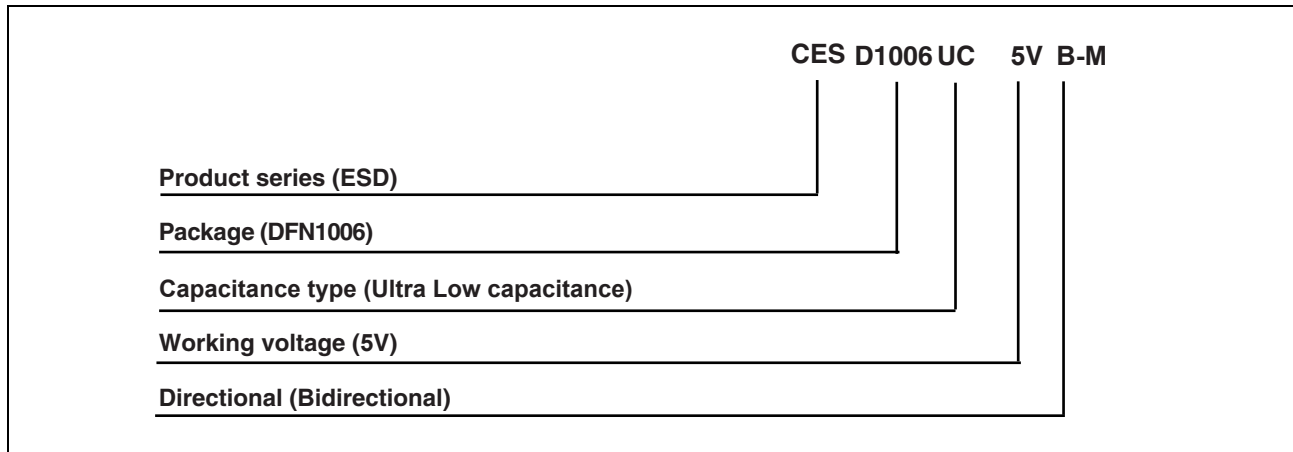 CES D1006 UC 5V B-M
Product series (ESD)
Package (DFN1006)
Capacitance type (Ultra Low capacitance)
Working voltage (5V)
Directional (Bidirectional)